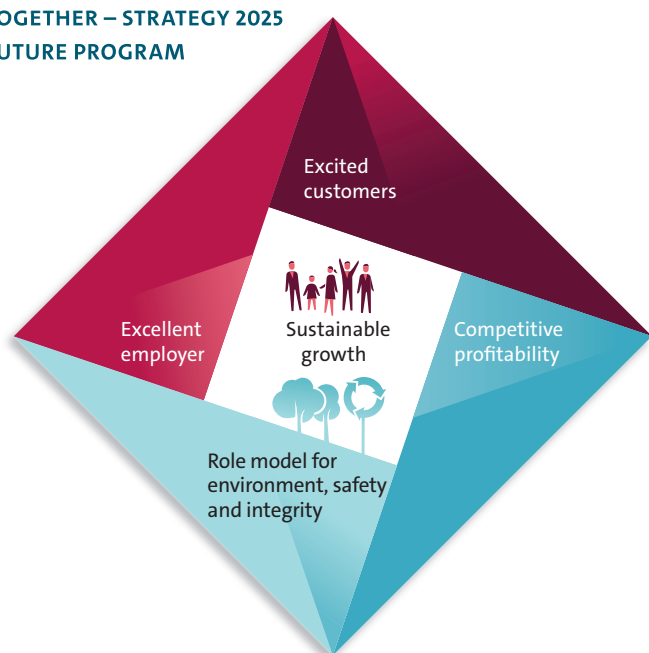 OGETHER – STRATEGY 2025
UTURE PROGRAM
Excited
customers
Excellent
employer
Sustainable
growth
Competitive
profitability
Role model for
environment, safety
and integrity